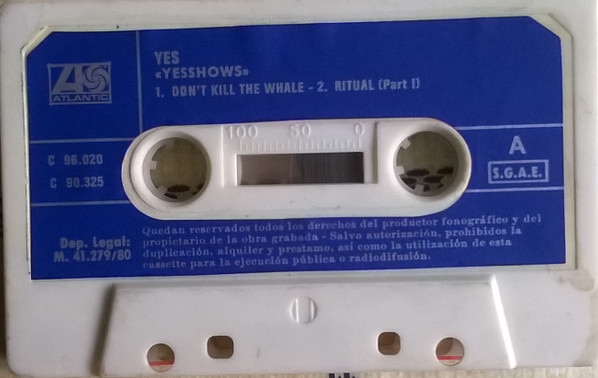 YES
«YESSHOWS»
1. DON'T KILL THE WHALE - 2. RITUAL (Part I)
ATLANTIC
100 50 0
A
C 96.020
C 90.325
S.G.A.E.
Dep. Legal:
M. 41.279/80
Quedan reservados todos los derechos del productor fonográfico y del
propietario de la obra grabada - Salvo autorización, prohibidos la
duplicación, alquiler y prestamo, así como la utilización de esta
cassette para la ejecución pública o radiodifusión.